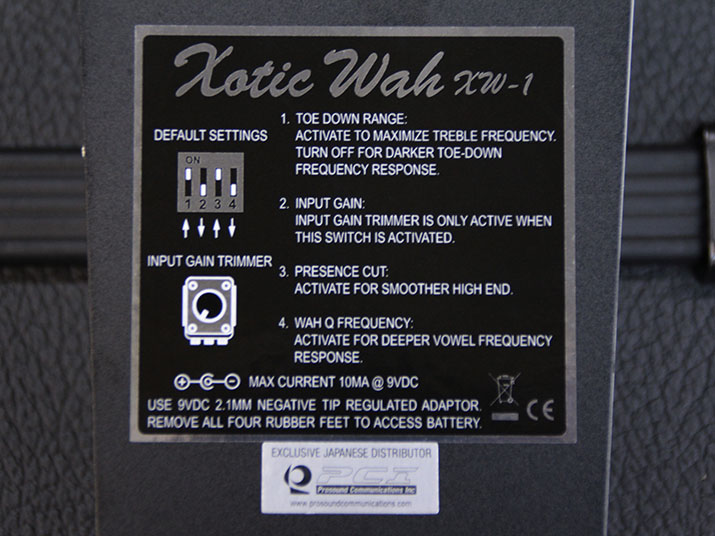 Xotic Wah XW-1
DEFAULT SETTINGS
ON
1 2 3 4
INPUT GAIN TRIMMER
1. TOE DOWN RANGE:
ACTIVATE TO MAXIMIZE TREBLE FREQUENCY.
TURN OFF FOR DARKER TOE-DOWN
FREQUENCY RESPONSE.
2. INPUT GAIN:
INPUT GAIN TRIMMER IS ONLY ACTIVE WHEN
THIS SWITCH IS ACTIVATED.
3. PRESENCE CUT:
ACTIVATE FOR SMOOTHER HIGH END.
4. WAH Q FREQUENCY:
ACTIVATE FOR DEEPER VOWEL FREQUENCY
RESPONSE.
MAX CURRENT 10MA @ 9VDC
USE 9VDC 2.1MM NEGATIVE TIP REGULATED ADAPTOR.
REMOVE ALL FOUR RUBBER FEET TO ACCESS BATTERY.
CE
EXCLUSIVE JAPANESE DISTRIBUTOR
PCI
Prosound Communications Inc
www.prosoundcommunications.com